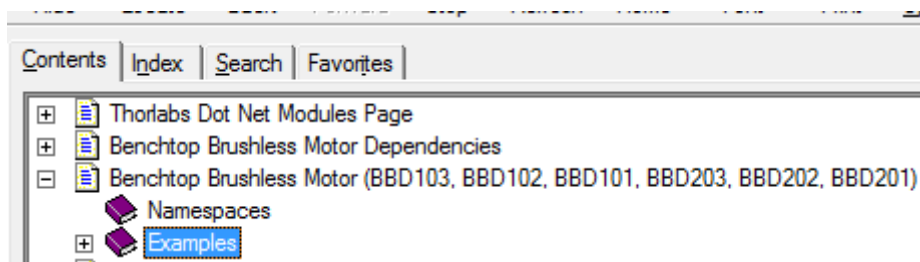 Contents Index Search Favorites
Thorlabs Dot Net Modules Page
Benchtop Brushless Motor Dependencies
Benchtop Brushless Motor (BBD103, BBD102, BBD101, BBD203, BBD202, BBD201)
Namespaces
Examples